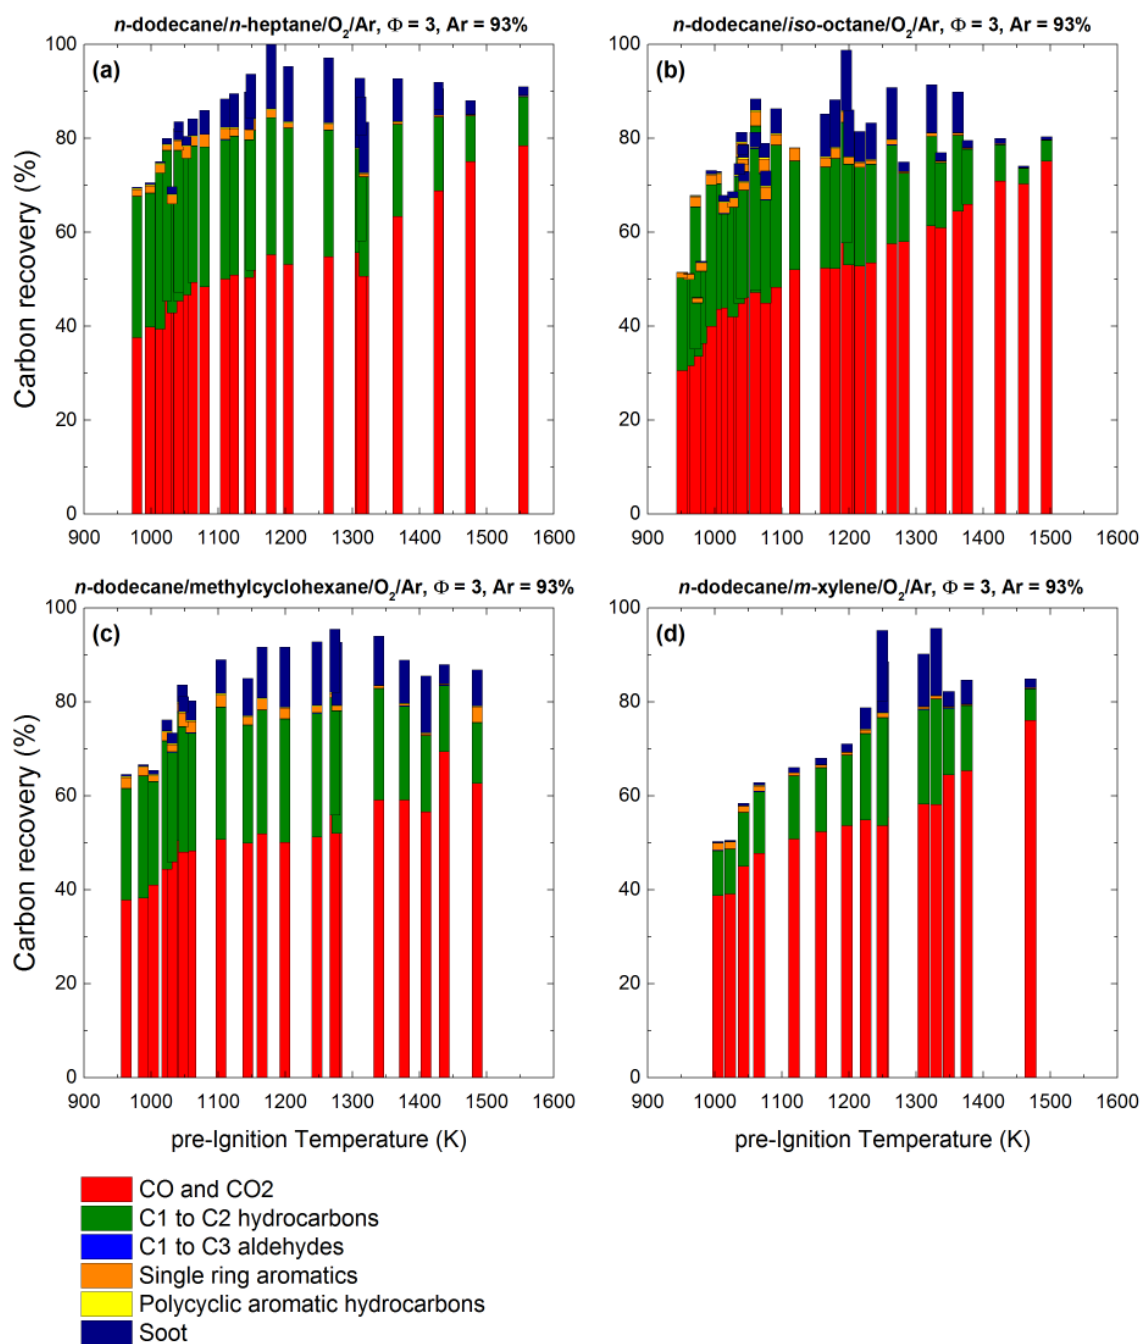 n-dodecane/n-heptane/O2/Ar, Φ = 3, Ar = 93%
(a)
Carbon recovery (%)
100
80
60
40
20
0
900 1000 1100 1200 1300 1400 1500 1600
n-dodecane/iso-octane/O2/Ar, Φ = 3, Ar = 93%
(b)
100
80
60
40
20
0
900 1000 1100 1200 1300 1400 1500 1600
n-dodecane/methylcyclohexane/O2/Ar, Φ = 3, Ar = 93%
(c)
Carbon recovery (%)
100
80
60
40
20
0
900 1000 1100 1200 1300 1400 1500 1600
pre-Ignition Temperature (K)
n-dodecane/m-xylene/O2/Ar, Φ = 3, Ar = 93%
(d)
100
80
60
40
20
0
900 1000 1100 1200 1300 1400 1500 1600
pre-Ignition Temperature (K)
CO and CO2
C1 to C2 hydrocarbons
C1 to C3 aldehydes
Single ring aromatics
Polycyclic aromatic hydrocarbons
Soot